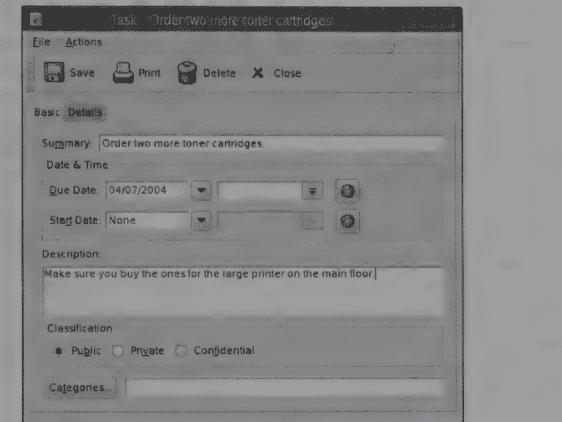 Task "Order two more toner cartridges"
File Actions
Save Print Delete Close
Basic Details
Summary: Order two more toner cartridges.
Date & Time
Due Date: 04/07/2004
Start Date: None
Description:
Make sure you buy the ones for the large printer on the main floor.
Classification
Public Private Confidential
Categories...